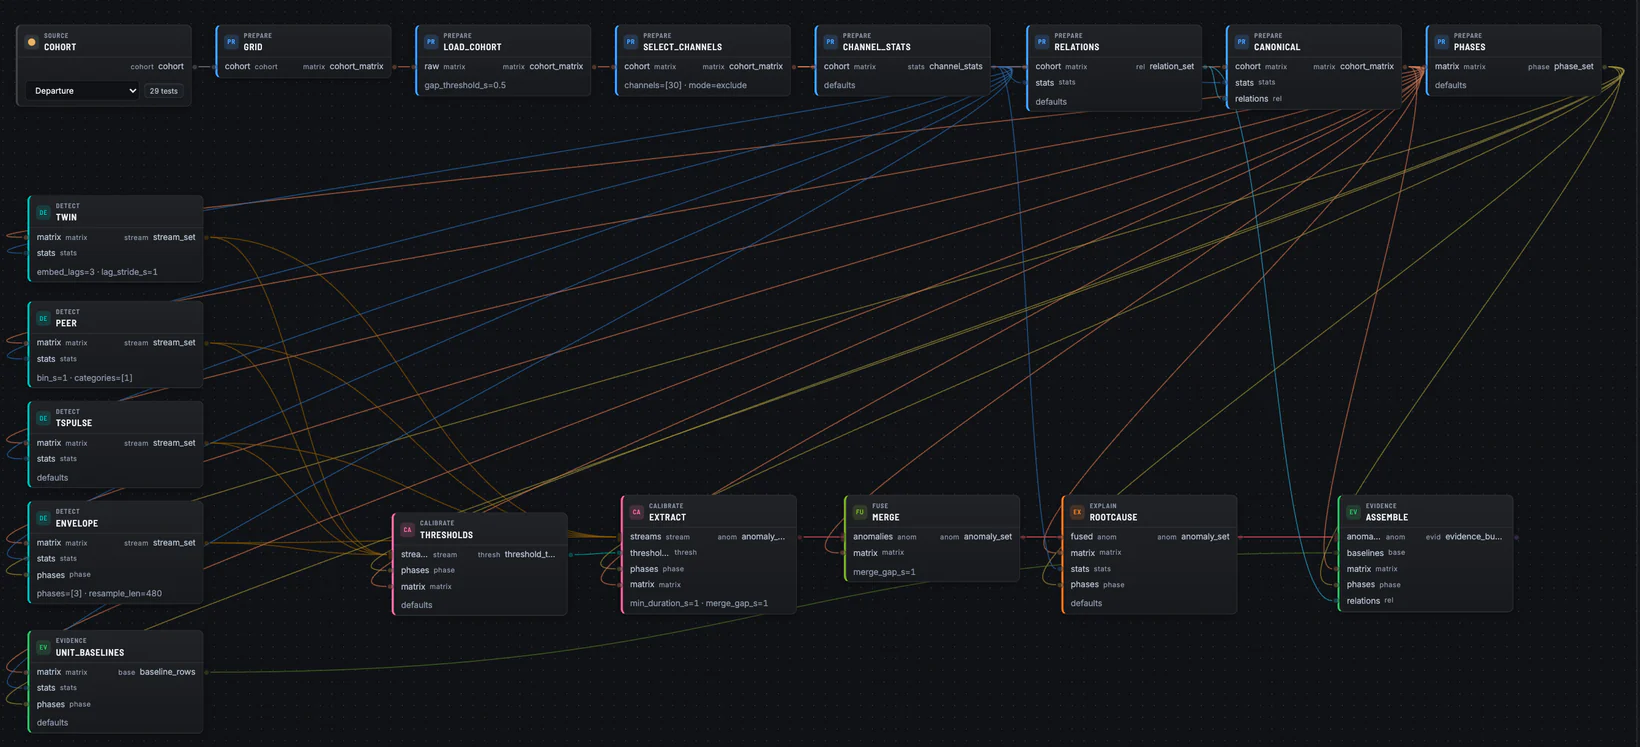 SOURCE
COHORT
cohort cohort
Departure 29 tests
PR PREPARE
GRID
cohort cohort matrix cohort_matrix
PR PREPARE
LOAD_COHORT
raw matrix matrix cohort_matrix
gap_threshold_s=0.5
PR PREPARE
SELECT_CHANNELS
cohort matrix matrix cohort_matrix
channels=[30] · mode=exclude
PR PREPARE
CHANNEL_STATS
cohort matrix stats channel_stats
defaults
PR PREPARE
RELATIONS
cohort matrix rel relation_set
stats stats
defaults
PR PREPARE
CANONICAL
cohort matrix matrix cohort_matrix
stats stats
relations rel
PR PREPARE
PHASES
matrix matrix phase phase_set
defaults
DE DETECT
TWIN
matrix matrix stream stream_set
stats stats
embed_lags=3 · lag_stride_s=1
DE DETECT
PEER
matrix matrix stream stream_set
stats stats
bin_s=1 · categories=[1]
DE DETECT
TSPULSE
matrix matrix stream stream_set
stats stats
defaults
DE DETECT
ENVELOPE
matrix matrix stream stream_set
stats stats
phases phase
phases=[3] · resample_len=480
EV EVIDENCE
UNIT_BASELINES
matrix matrix base baseline_rows
stats stats
phases phase
defaults
CA CALIBRATE
THRESHOLDS
strea... stream thresh threshold_t...
phases phase
matrix matrix
defaults
CA CALIBRATE
EXTRACT
streams stream anom anomaly_...
threshol... thresh
phases phase
matrix matrix
min_duration_s=1 · merge_gap_s=1
FU FUSE
MERGE
anomalies anom anom anomaly_set
matrix matrix
merge_gap_s=1
EX EXPLAIN
ROOTCAUSE
fused anom anom anomaly_set
matrix matrix
stats stats
phases phase
defaults
EV EVIDENCE
ASSEMBLE
anoma... anom evid evidence_bu...
baselines base
matrix matrix
phases phase
relations rel